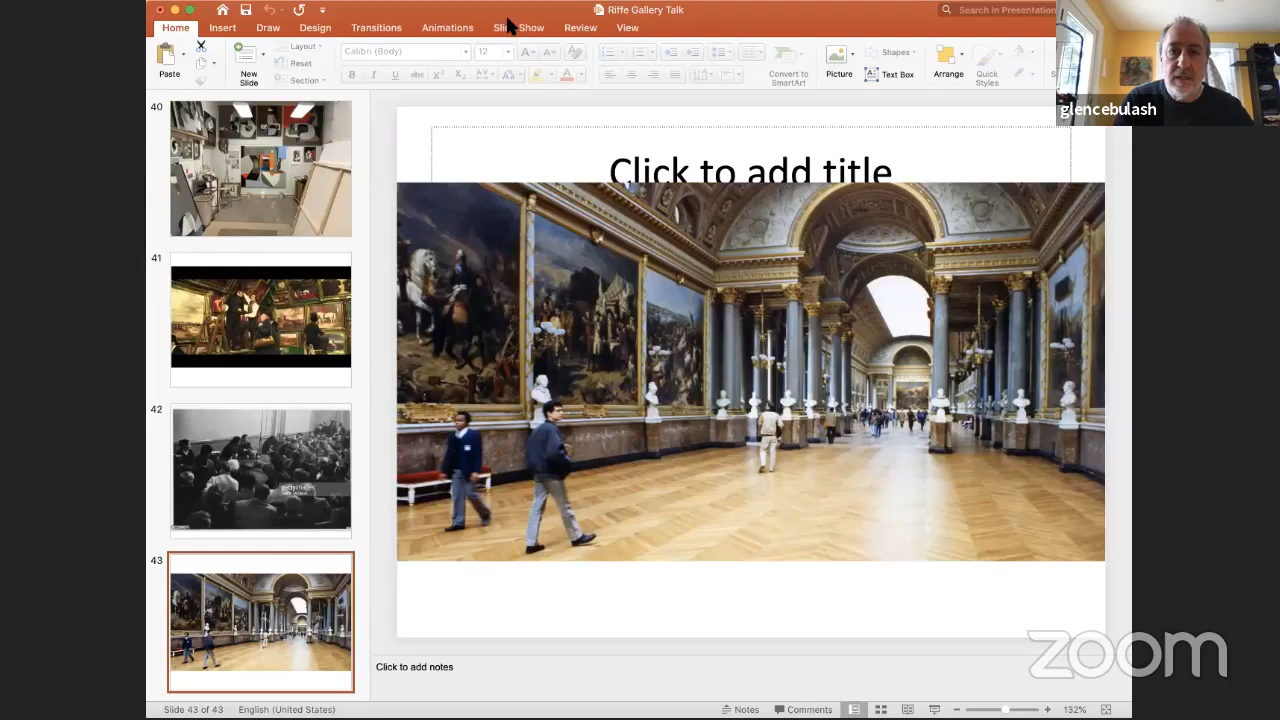 Riffe Gallery Talk
Search in Presentation
Home Insert Draw Design Transitions Animations Slide Show Review View
Paste
New Slide
Layout
Reset
Section
Calibri (Body) 12
Convert to SmartArt
Picture
Shapes
Text Box
Arrange
Quick Styles
glencebulash
40
41
42
gettyimages
43
Click to add title
Click to add notes
zoom
Slide 43 of 43 English (United States) Notes Comments 132%